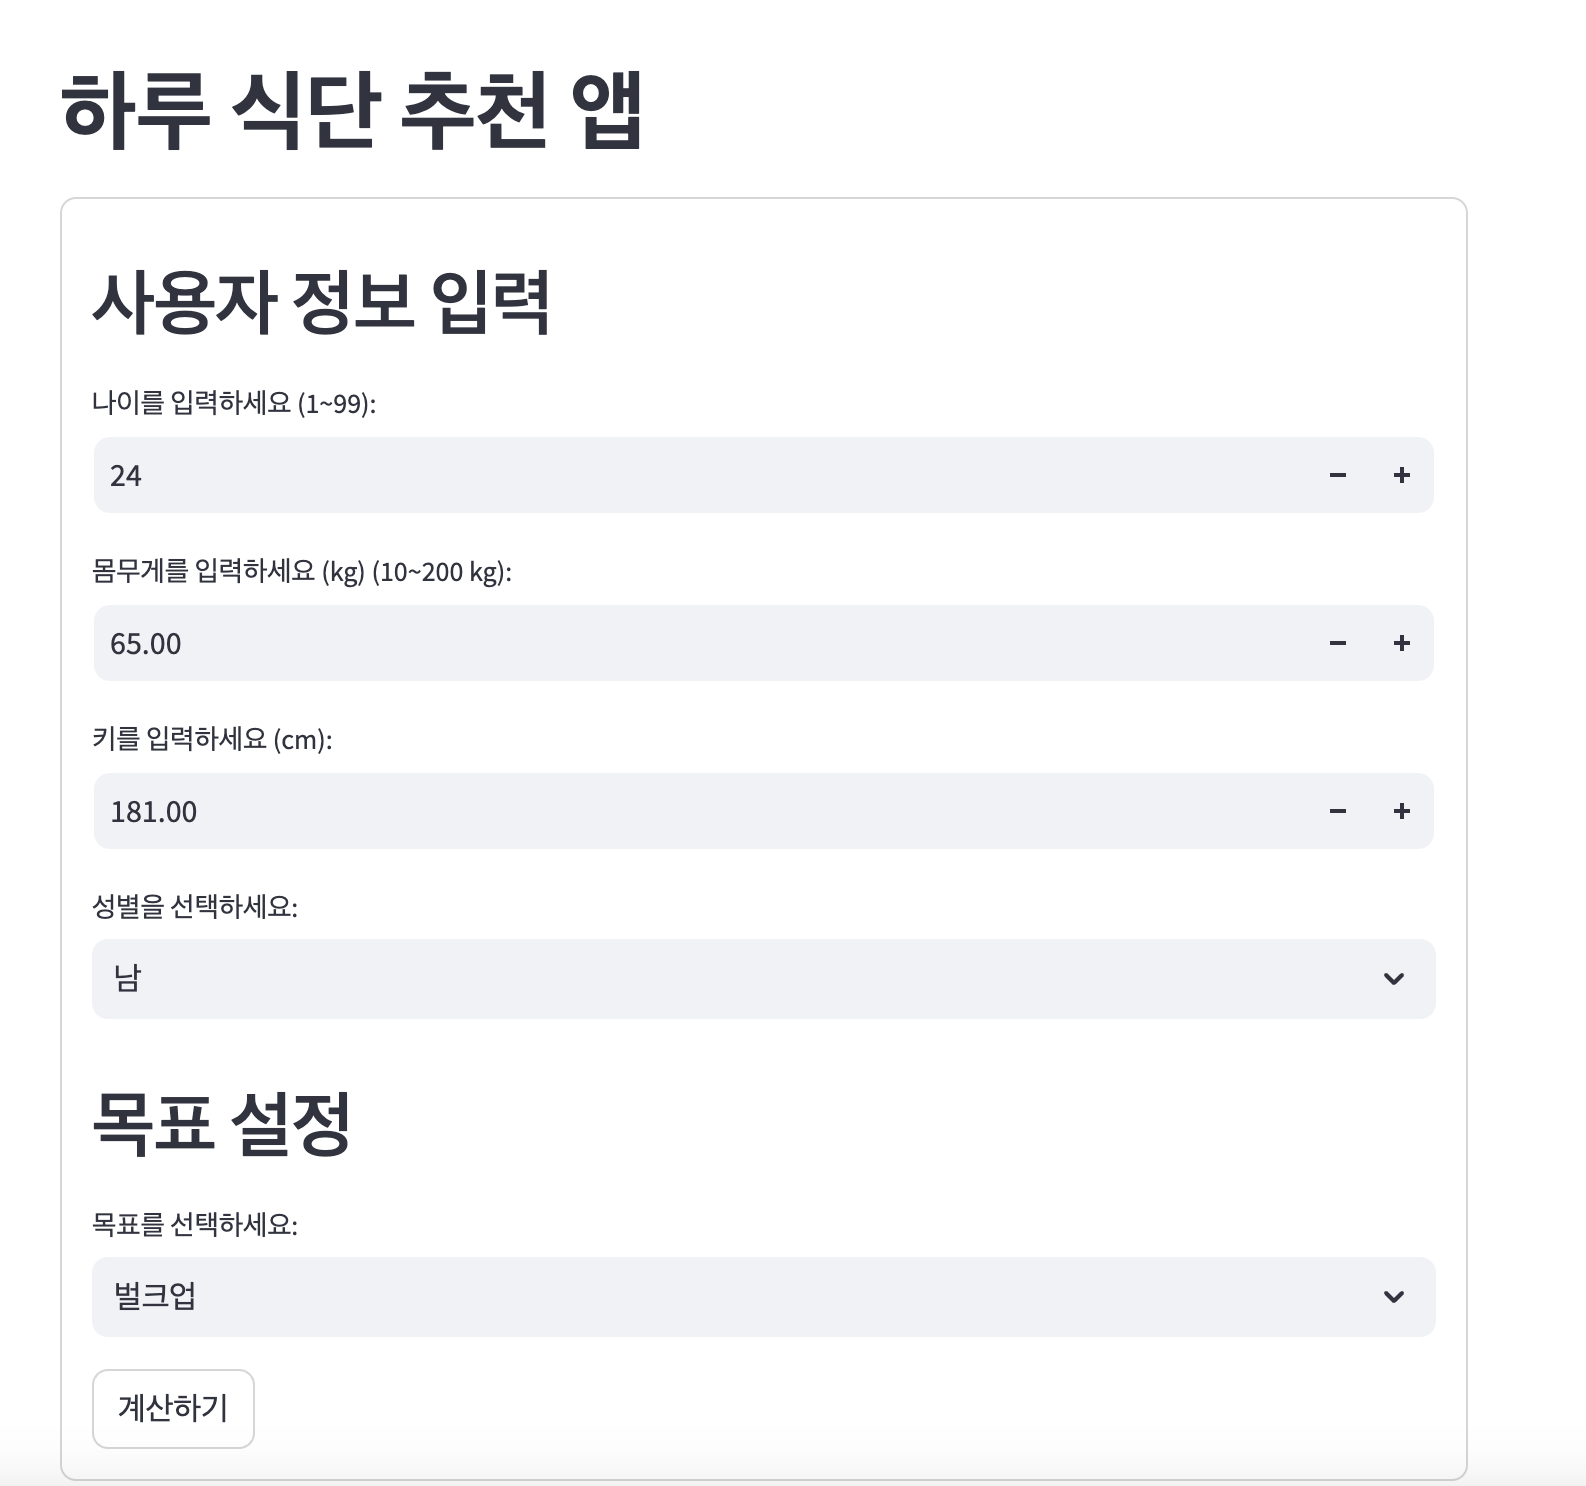 하루 식단 추천 앱
사용자 정보 입력
나이를 입력하세요 (1~99):
24
몸무게를 입력하세요 (kg) (10~200 kg):
65.00
키를 입력하세요 (cm):
181.00
성별을 선택하세요:
남
목표 설정
목표를 선택하세요:
벌크업
계산하기